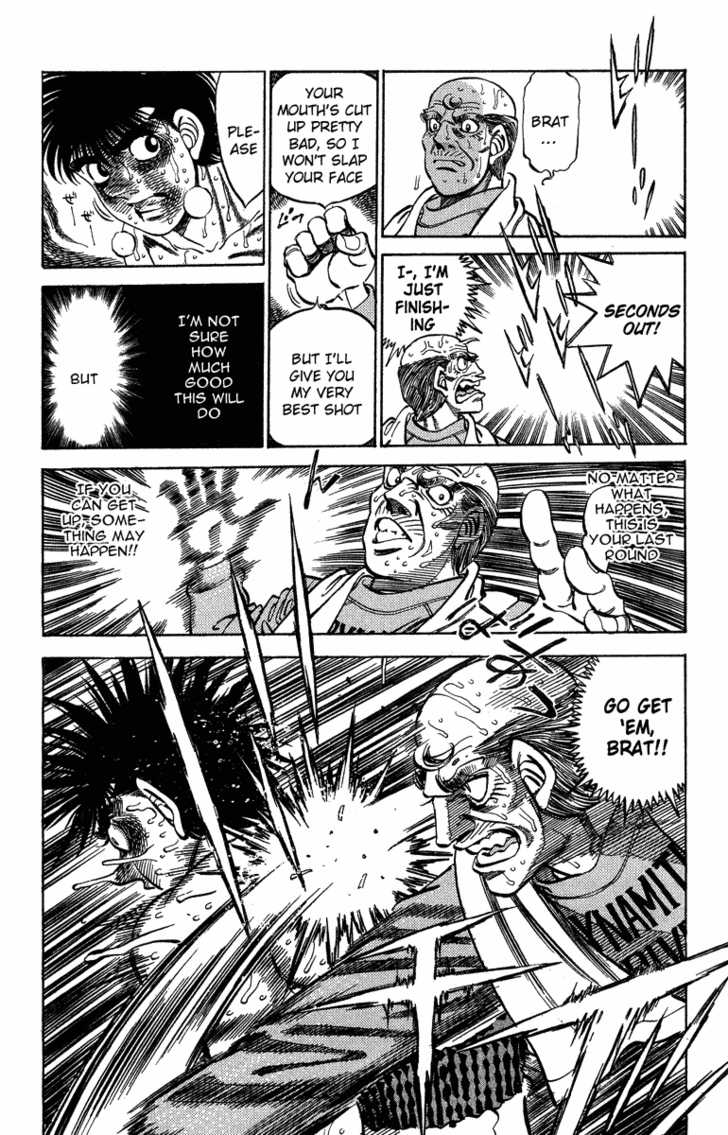 BRAT
...
YOUR
MOUTH'S CUT
UP PRETTY
BAD, SO I
WON'T SLAP
YOUR FACE
PLE-
ASE
SECONDS
OUT!
I-, I'M
JUST
FINISH-
ING
BUT I'LL
GIVE YOU
MY VERY
BEST SHOT
I'M NOT
SURE
HOW
MUCH
GOOD
THIS WILL
DO
BUT
NO MATTER
WHAT
HAPPENS,
THIS IS
YOUR LAST
ROUND
IF YOU
CAN GET
UP, SOME-
THING MAY
HAPPEN!!
GO GET
'EM,
BRAT!!
DYNAMIT